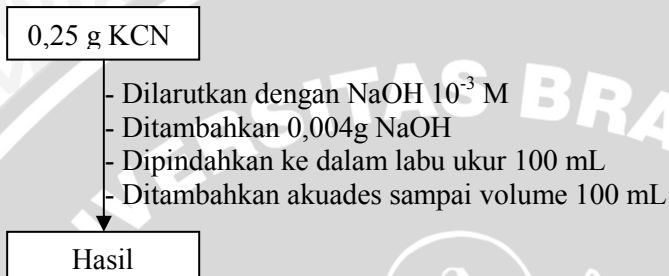 0,25 g KCN
- Dilarutkan dengan NaOH 10⁻³ M
- Ditambahkan 0,004g NaOH
- Dipindahkan ke dalam labu ukur 100 mL
- Ditambahkan akuades sampai volume 100 mL
Hasil